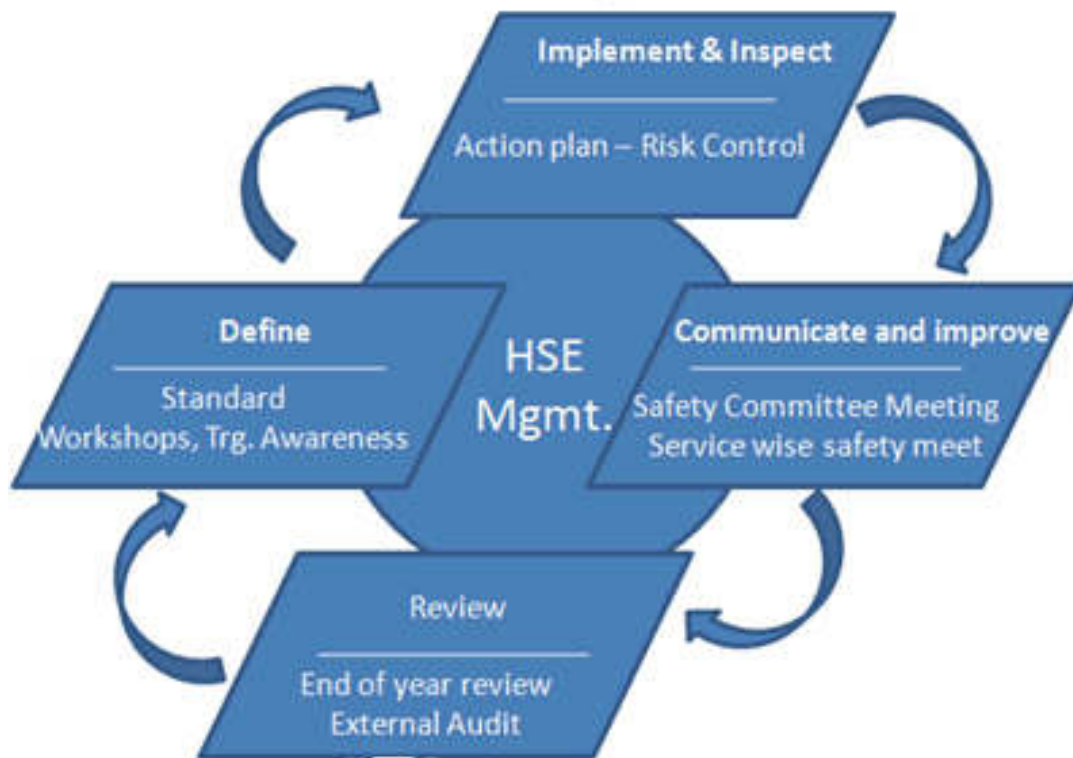 Implement & Inspect
Action plan – Risk Control
Define
Standard
Workshops, Trg. Awareness
HSE
Mgmt.
Communicate and improve
Safety Committee Meeting
Service wise safety meet
Review
End of year review
External Audit